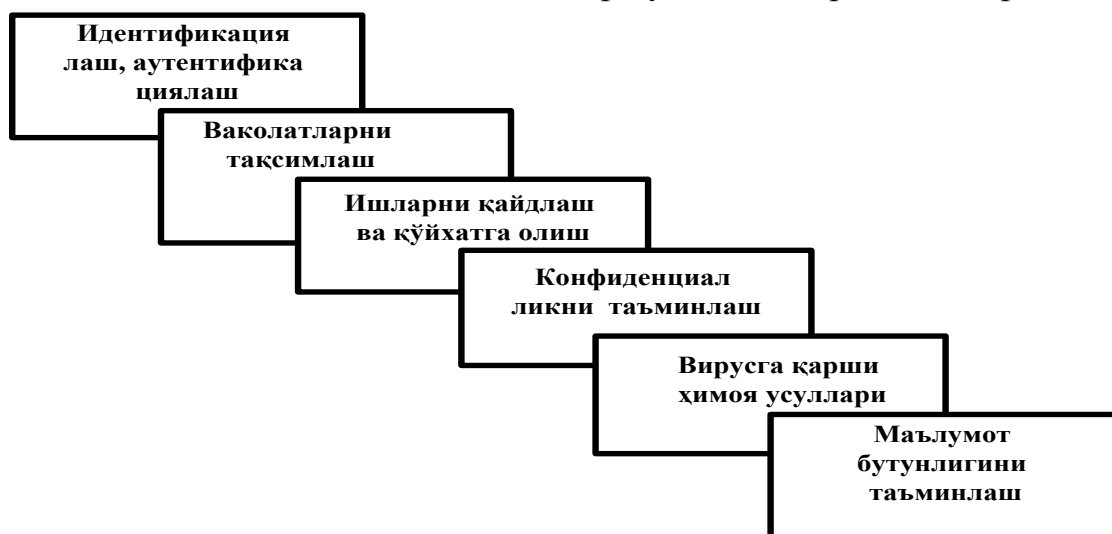 Идентификация
лаш, аутентифика
циялаш
Ваколатларни
тақсимлаш
Ишларни қайдлаш
ва қўйхатга олиш
Конфиденциал
ликни таъминлаш
Вирусга қарши
ҳимоя усуллари
Маълумот
бутунлигини
таъминлаш